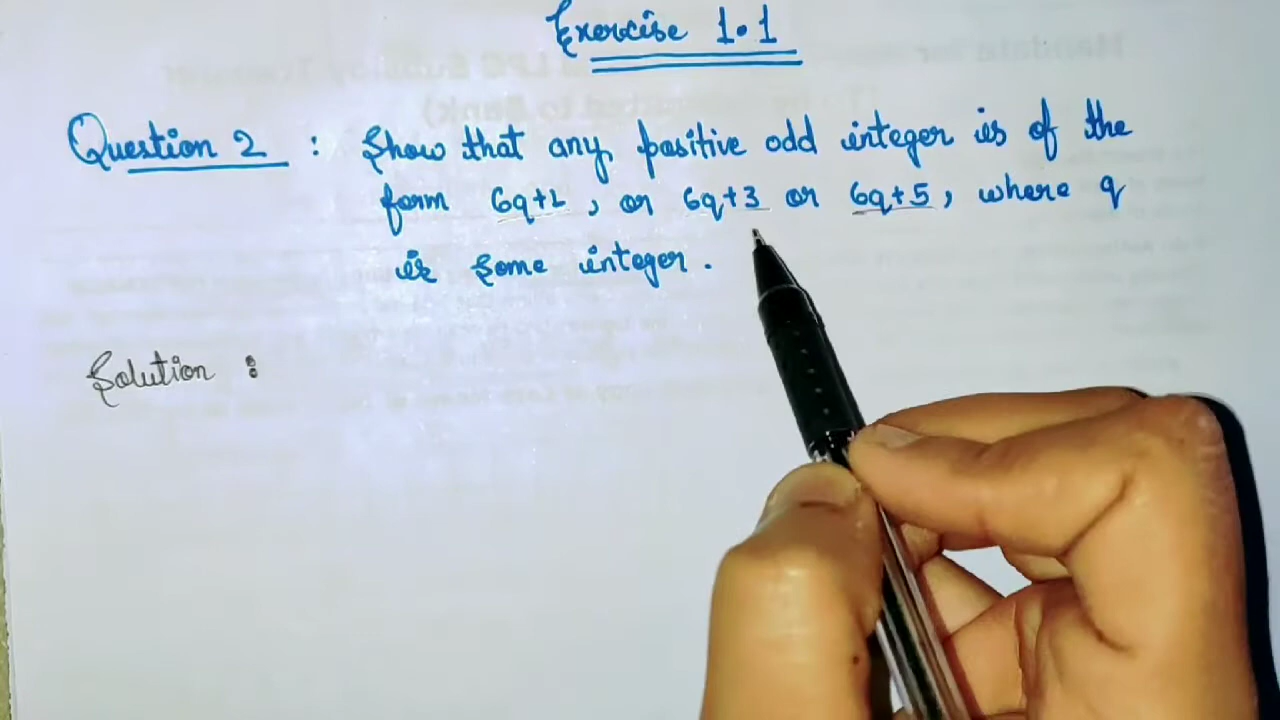 Exercise 1.1
Question 2 : Show that any positive odd integer is of the
form 6q+1, or 6q+3 or 6q+5, where q
is some integer.
Solution :